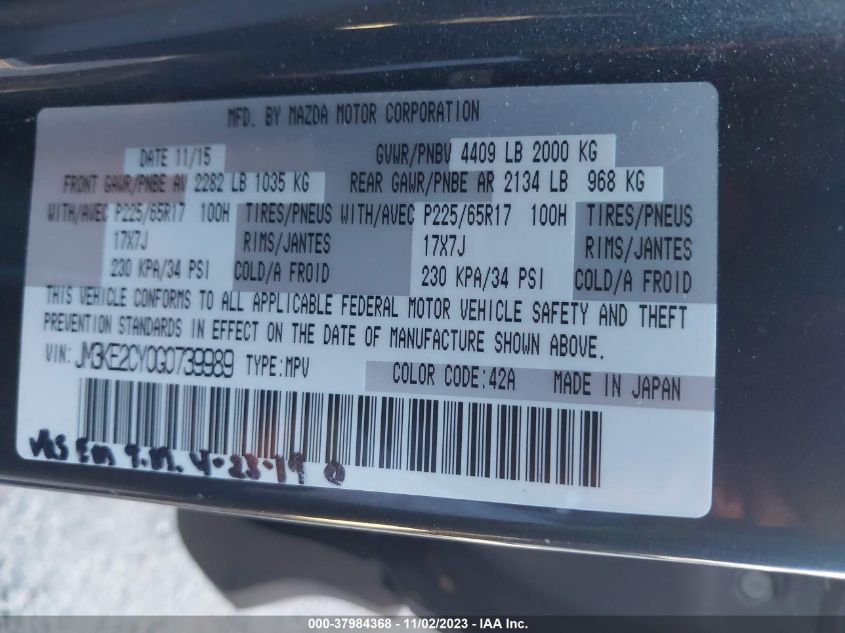 MFD. BY MAZDA MOTOR CORPORATION
DATE 11/15 GVWR/PNBV 4409 LB 2000 KG
FRONT GAWR/PNBE AV 2282 LB 1035 KG REAR GAWR/PNBE AR 2134 LB 968 KG
WITH/AVEC P225/65R17 100H TIRES/PNEUS WITH/AVEC P225/65R17 100H TIRES/PNEUS
17X7J RIMS/JANTES 17X7J RIMS/JANTES
230 KPA/34 PSI COLD/A FROID 230 KPA/34 PSI COLD/A FROID
THIS VEHICLE CONFORMS TO ALL APPLICABLE FEDERAL MOTOR VEHICLE SAFETY AND THEFT
PREVENTION STANDARDS IN EFFECT ON THE DATE OF MANUFACTURE SHOWN ABOVE.
VIN: JM3KE2CY0G0739989 TYPE:MPV COLOR CODE:42A MADE IN JAPAN
4-23-19
000-37984368 - 11/02/2023 - IAA Inc.